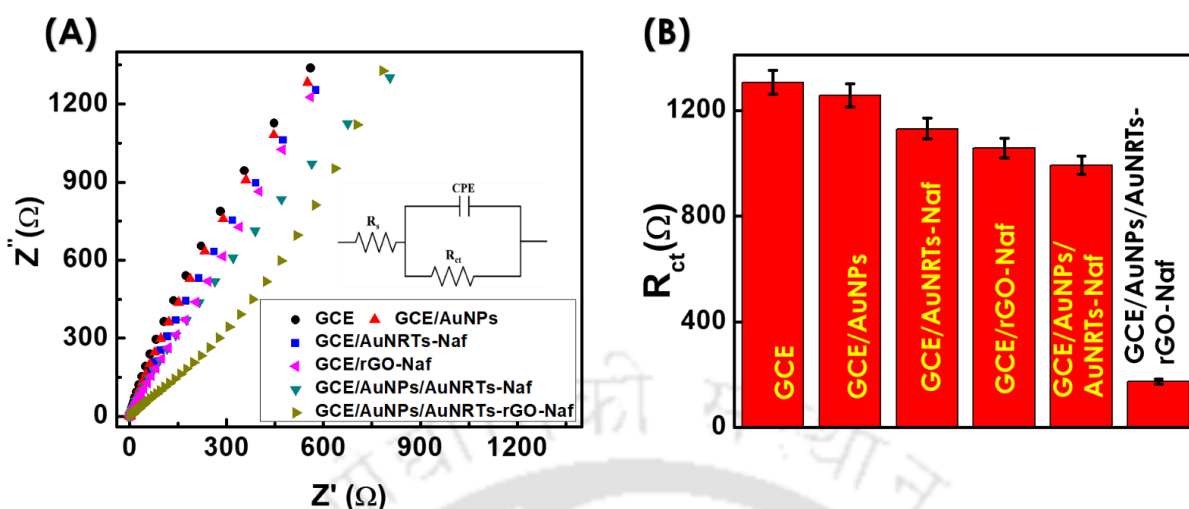 (A)
1200
900
600
300
0
Z" (Ω)
0 300 600 900 1200
Z' (Ω)
CPE
Rs
Rct
GCE GCE/AuNPs
GCE/AuNRTs-Naf
GCE/rGO-Naf
GCE/AuNPs/AuNRTs-Naf
GCE/AuNPs/AuNRTs-rGO-Naf
(B)
1200
800
400
0
Rct(Ω)
GCE
GCE/AuNPs
GCE/AuNRTs-Naf
GCE/rGO-Naf
GCE/AuNPs/
AuNRTs-Naf
GCE/AuNPs/AuNRTs-
rGO-Naf